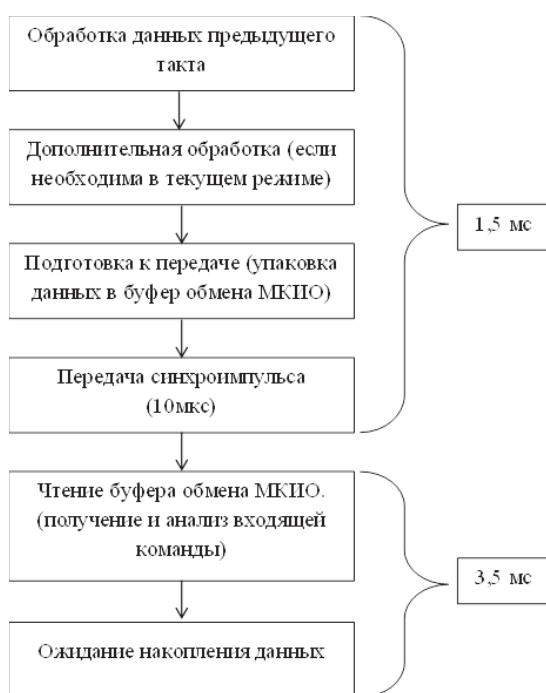 Обработка данных предыдущего
такта
Дополнительная обработка (если
необходима в текущем режиме)
Подготовка к передаче (упаковка
данных в буфер обмена МКИО)
Передача синхроимпульса
(10мкс)
1,5 мс
Чтение буфера обмена МКИО.
(получение и анализ входящей
команды)
Ожидание накопления данных
3,5 мс